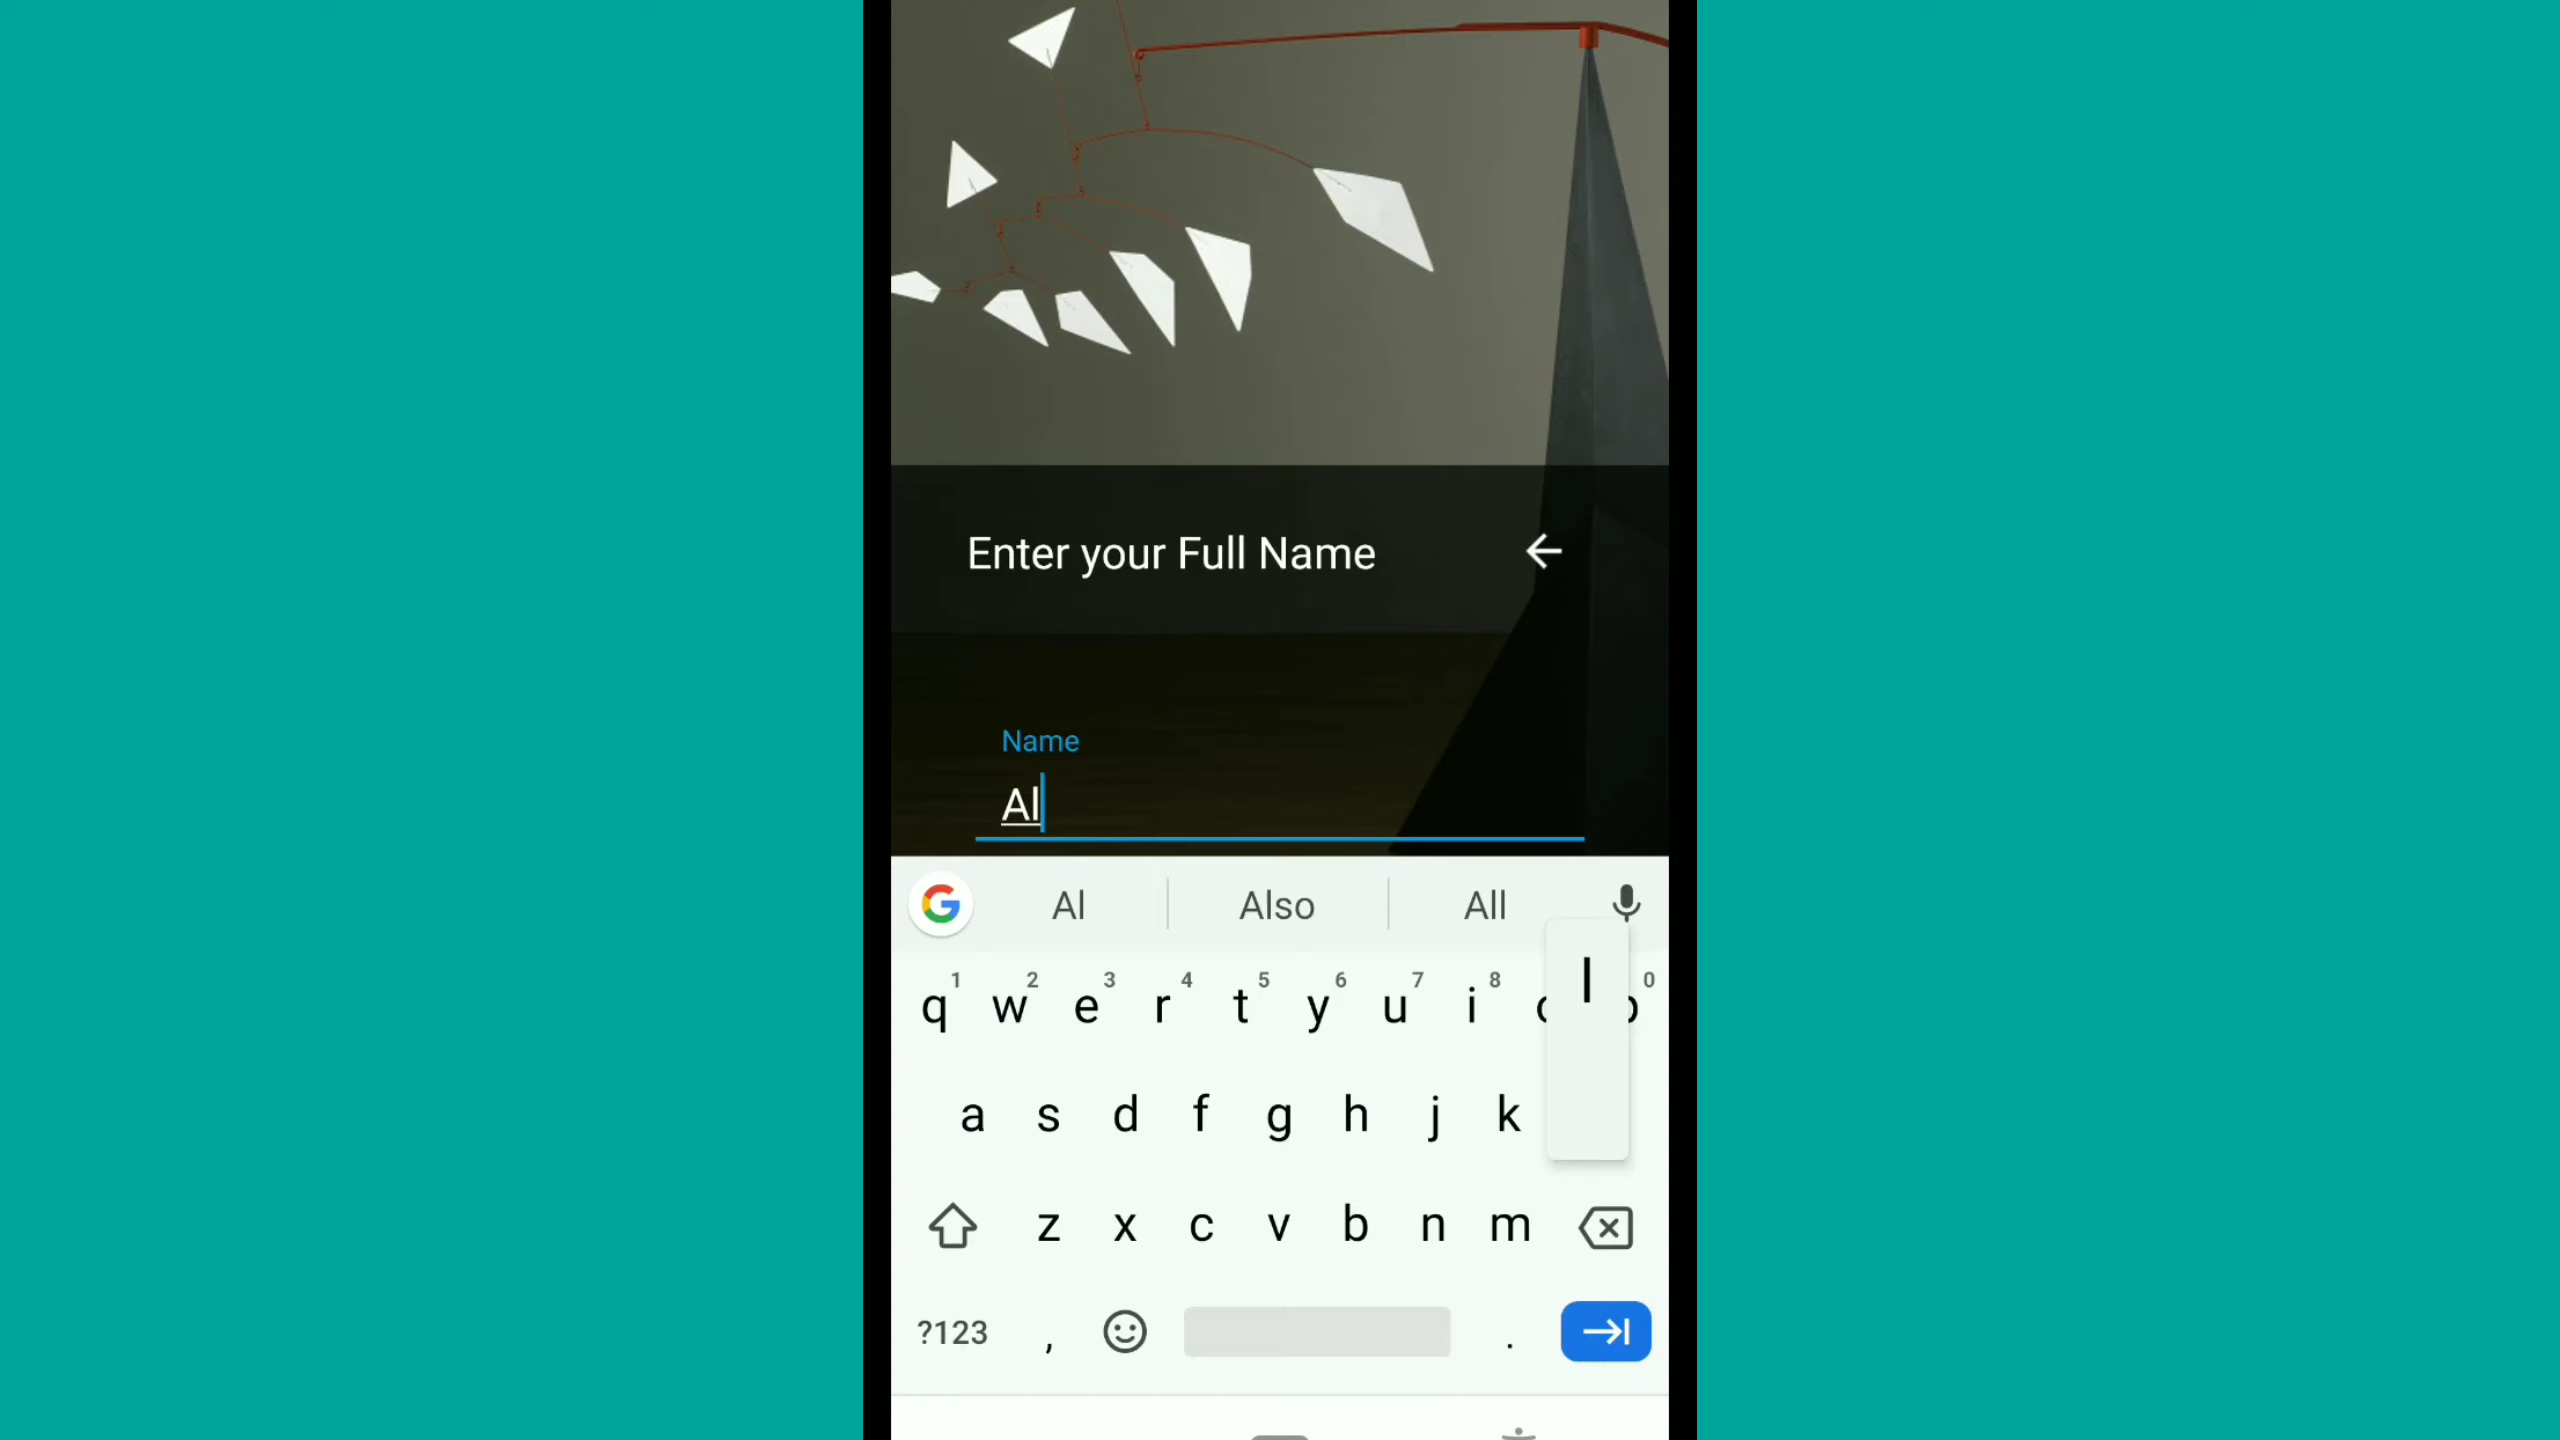 Enter your Full Name
Name
Al
Al Also All
1 2 3 4 5 6 7 8 0
q w e r t y u i p
l
a s d f g h j k
z x c v b n m
?123 , .